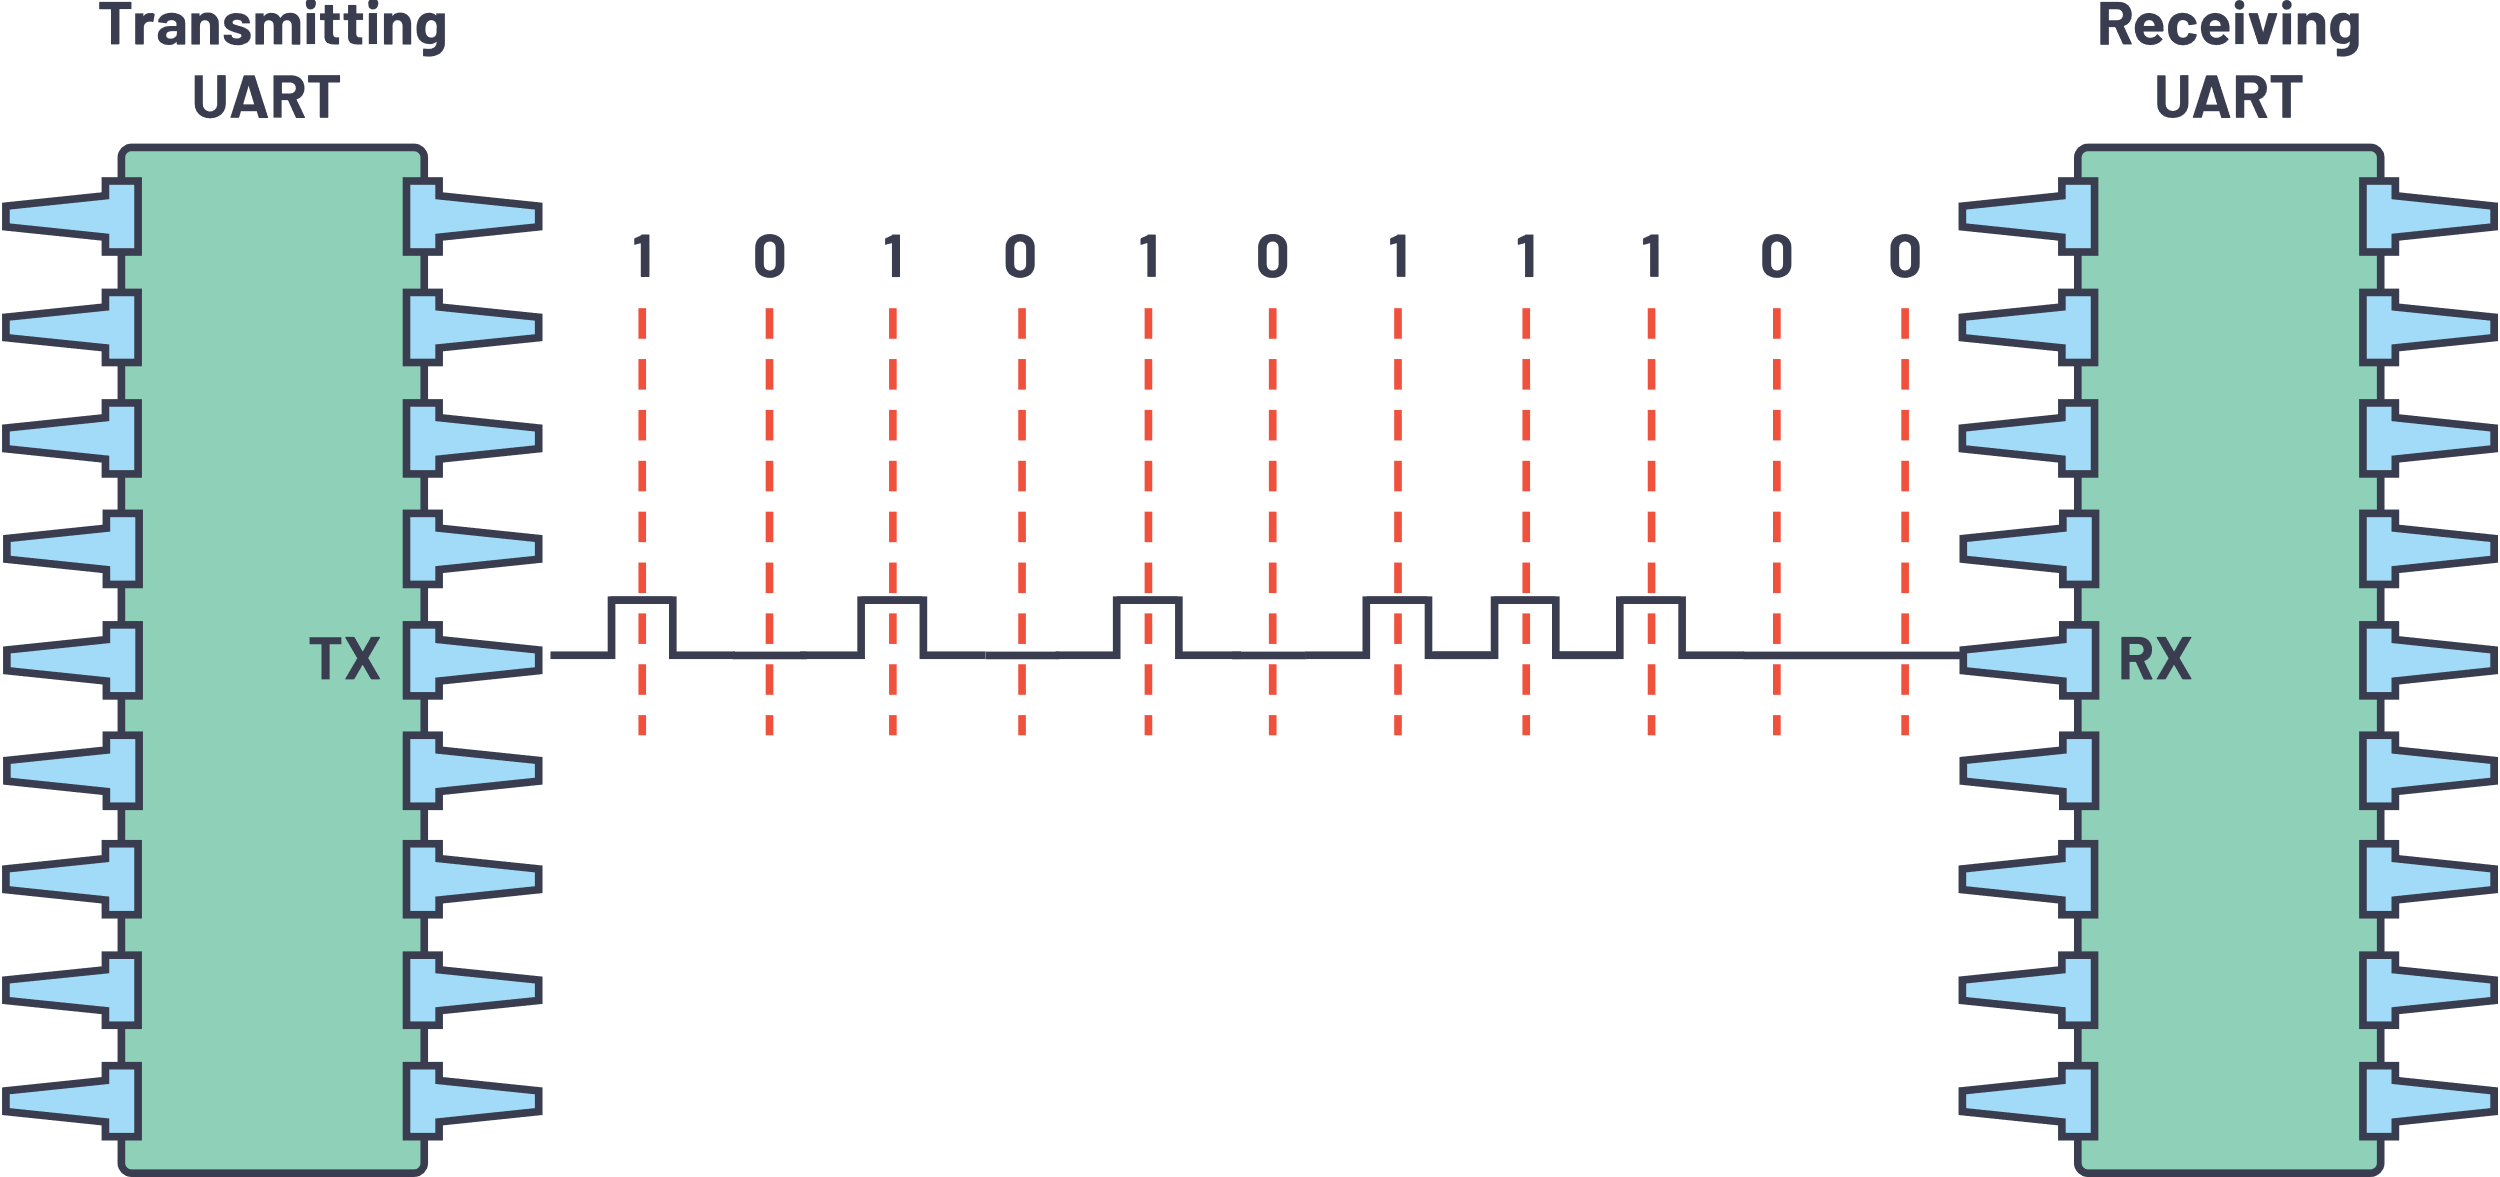 Transmitting
UART
Receiving
UART
1 0 1 0 1 0 1 1 1 0 0
TX
RX